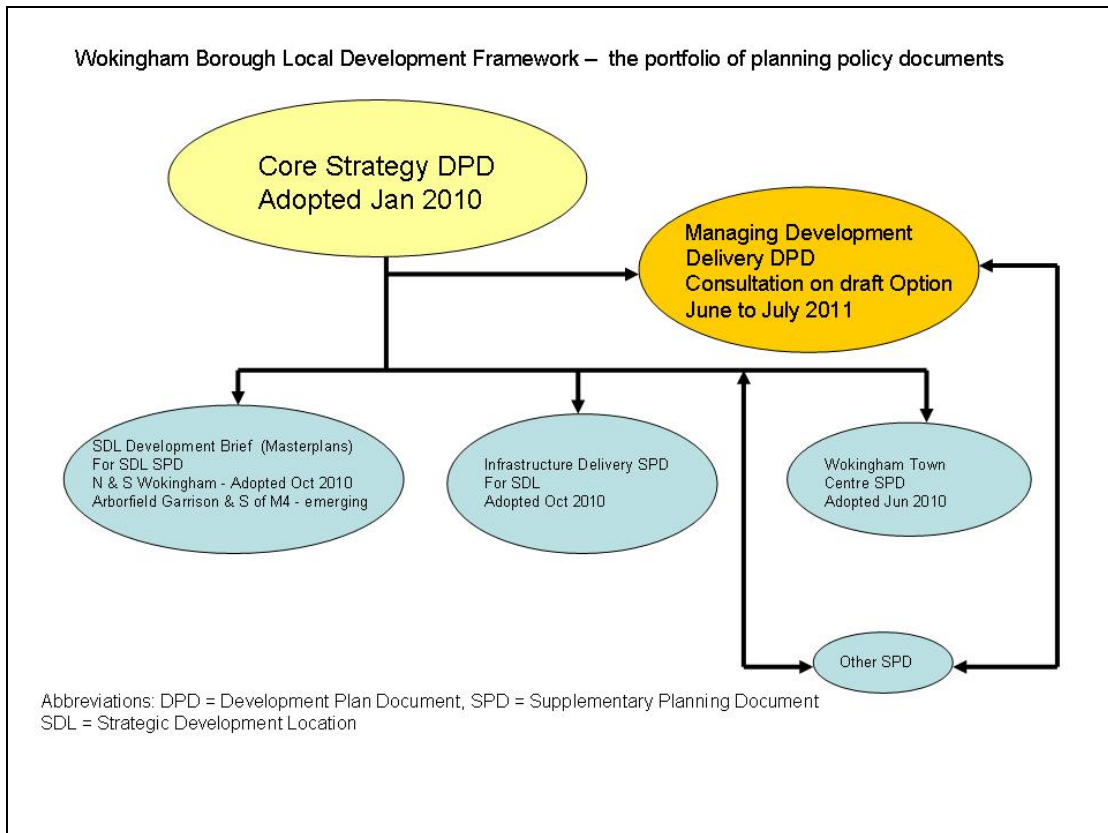 Wokingham Borough Local Development Framework – the portfolio of planning policy documents
Core Strategy DPD
Adopted Jan 2010
Managing Development
Delivery DPD
Consultation on draft Option
June to July 2011
SDL Development Brief (Masterplans)
For SDL SPD
N & S Wokingham - Adopted Oct 2010
Arborfield Garrison & S of M4 - emerging
Infrastructure Delivery SPD
For SDL
Adopted Oct 2010
Wokingham Town
Centre SPD
Adopted Jun 2010
Other SPD
Abbreviations: DPD = Development Plan Document, SPD = Supplementary Planning Document
SDL = Strategic Development Location